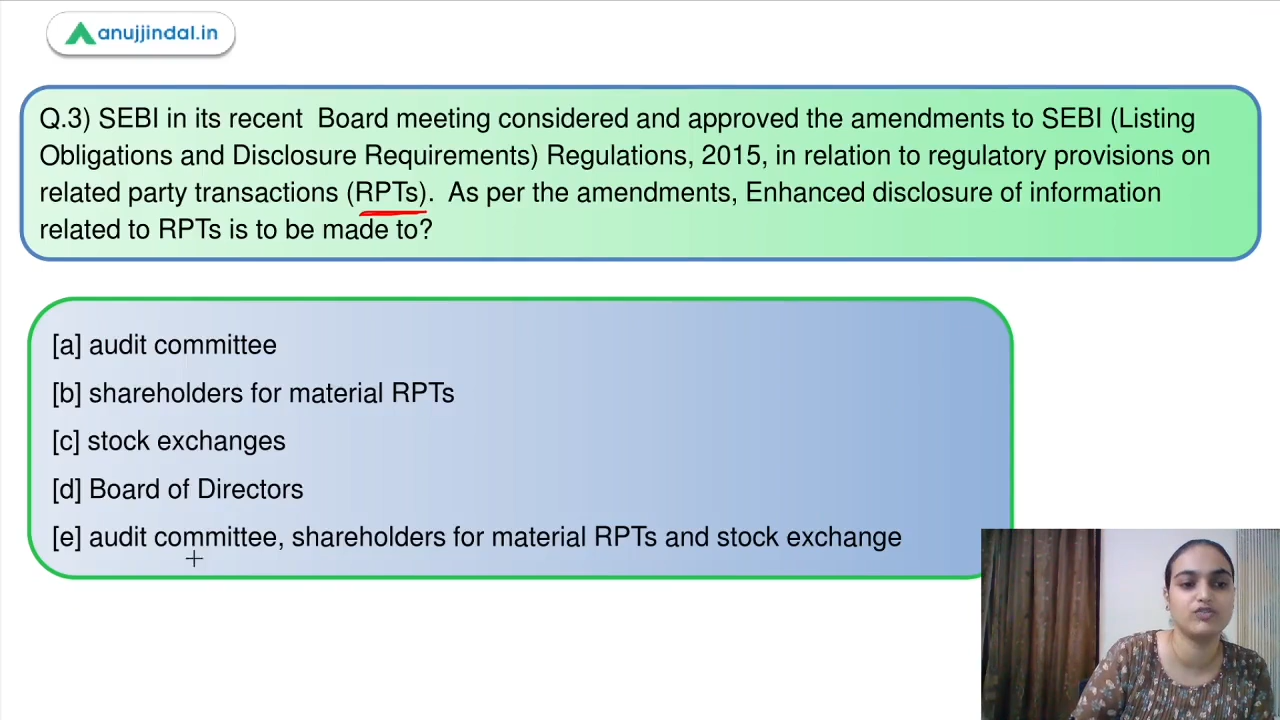 anujjindal.in
Q.3) SEBI in its recent Board meeting considered and approved the amendments to SEBI (Listing
Obligations and Disclosure Requirements) Regulations, 2015, in relation to regulatory provisions on
related party transactions (RPTs). As per the amendments, Enhanced disclosure of information
related to RPTs is to be made to?
[a] audit committee
[b] shareholders for material RPTs
[c] stock exchanges
[d] Board of Directors
[e] audit committee, shareholders for material RPTs and stock exchange